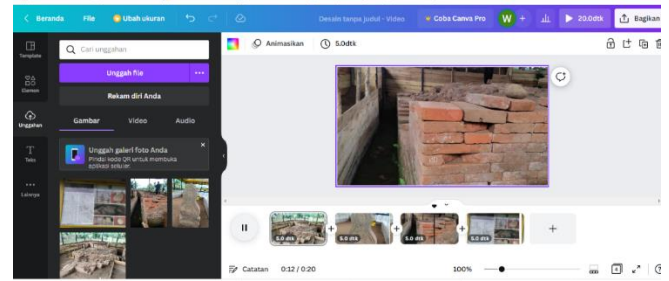 Beranda File Ubah ukuran Desain tanpa judul - Video Coba Canva Pro W + 20.0dtk Bagikan
Template
Elemen
Unggahan
Teks
Lainnya
Cari unggahan
Unggah file
Rekam diri Anda
Gambar Video Audio
Unggah galeri foto Anda
Pindai kode QR untuk membuka
aplikasi seluler.
Animasikan 5.0dtk
5.0 dtk 5.0 dtk 5.0 dtk 5.0 dtk
Catatan 0:12 / 0:20 100%